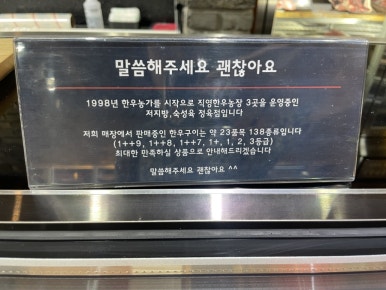 말씀해주세요 괜찮아요
1998년 한우농가를 시작으로 직영한우농장 3곳을 운영중인
저지방,숙성육 정육점입니다
저희 매장에서 판매중인 한우구이는 약 23품목 138종류입니다
(1++9, 1++8, 1++7, 1+, 1, 2, 3등급)
최대한 만족하실 상품으로 안내해드리겠습니다
말씀해주세요 괜찮아요 ^^